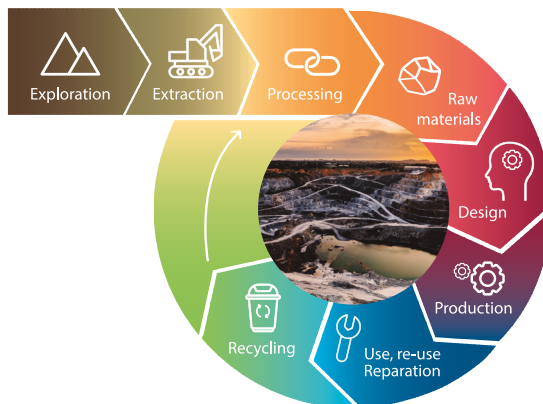 Exploration
Extraction
Processing
Raw
materials
Design
Production
Use, re-use
Reparation
Recycling